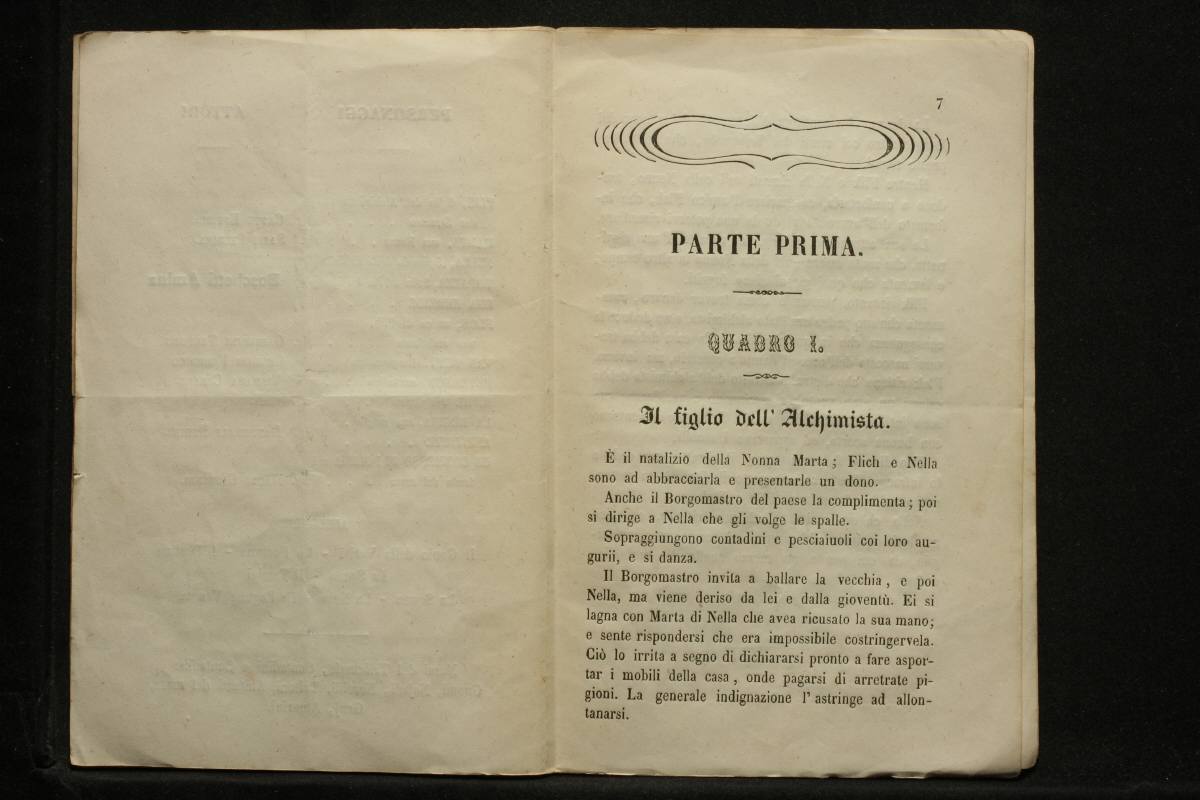 7
PARTE PRIMA.
QUADRO I.
Il figlio dell' Alchimista.
È il natalizio della Nonna Marta; Flich e Nella
sono ad abbracciarla e presentarle un dono.
Anche il Borgomastro del paese la complimenta; poi
si dirige a Nella che gli volge le spalle.
Sopraggiungono contadini e pesciaiuoli coi loro au-
gurii, e si danza.
Il Borgomastro invita a ballare la vecchia, e poi
Nella, ma viene deriso da lei e dalla gioventù. Ei si
lagna con Marta di Nella che avea ricusato la sua mano;
e sente rispondersi che era impossibile costringervela.
Ciò lo irrita a segno di dichiararsi pronto a fare aspor-
tar i mobili della casa, onde pagarsi di arretrate pi-
gioni. La generale indignazione l'astringe ad allon-
tanarsi.